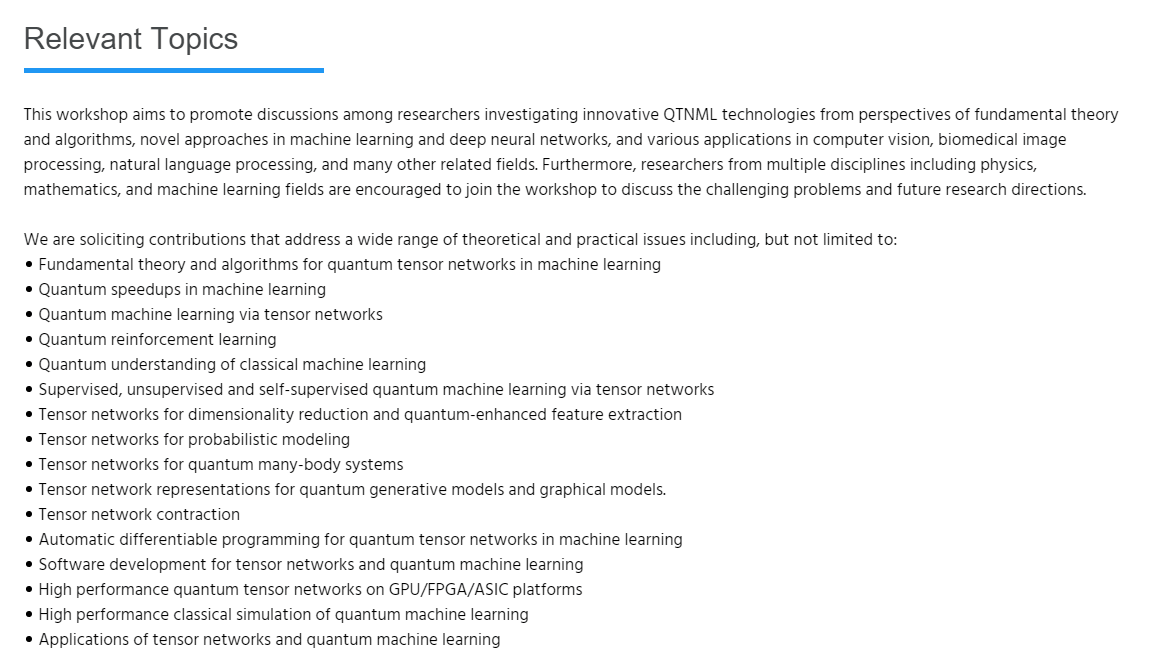 Relevant Topics
This workshop aims to promote discussions among researchers investigating innovative QTNML technologies from perspectives of fundamental theory
and algorithms, novel approaches in machine learning and deep neural networks, and various applications in computer vision, biomedical image
processing, natural language processing, and many other related fields. Furthermore, researchers from multiple disciplines including physics,
mathematics, and machine learning fields are encouraged to join the workshop to discuss the challenging problems and future research directions.
We are soliciting contributions that address a wide range of theoretical and practical issues including, but not limited to:
• Fundamental theory and algorithms for quantum tensor networks in machine learning
• Quantum speedups in machine learning
• Quantum machine learning via tensor networks
• Quantum reinforcement learning
• Quantum understanding of classical machine learning
• Supervised, unsupervised and self-supervised quantum machine learning via tensor networks
• Tensor networks for dimensionality reduction and quantum-enhanced feature extraction
• Tensor networks for probabilistic modeling
• Tensor networks for quantum many-body systems
• Tensor network representations for quantum generative models and graphical models.
• Tensor network contraction
• Automatic differentiable programming for quantum tensor networks in machine learning
• Software development for tensor networks and quantum machine learning
• High performance quantum tensor networks on GPU/FPGA/ASIC platforms
• High performance classical simulation of quantum machine learning
• Applications of tensor networks and quantum machine learning